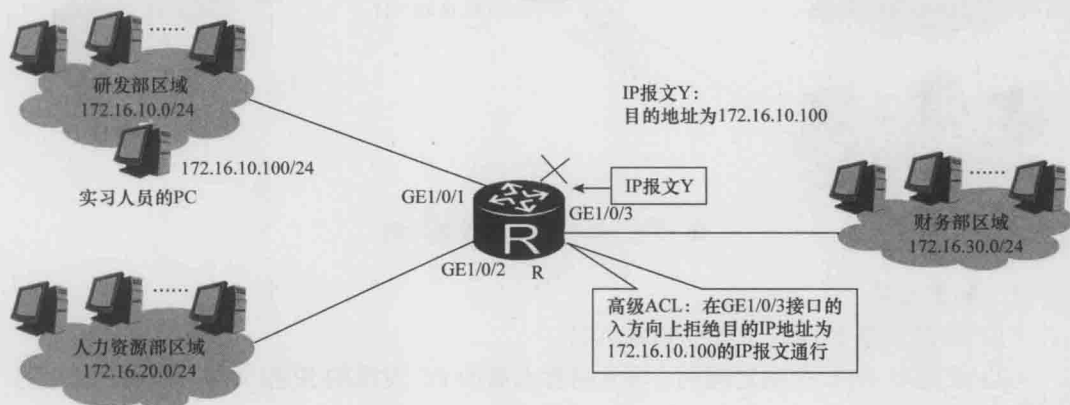 研发部区域
172.16.10.0/24
172.16.10.100/24
实习人员的PC
IP报文Y：
目的地址为172.16.10.100
IP报文Y
GE1/0/1
GE1/0/3
R
GE1/0/2
R
财务部区域
172.16.30.0/24
高级ACL：在GE1/0/3接口的
入方向上拒绝目的IP地址为
172.16.10.100的IP报文通行
人力资源部区域
172.16.20.0/24